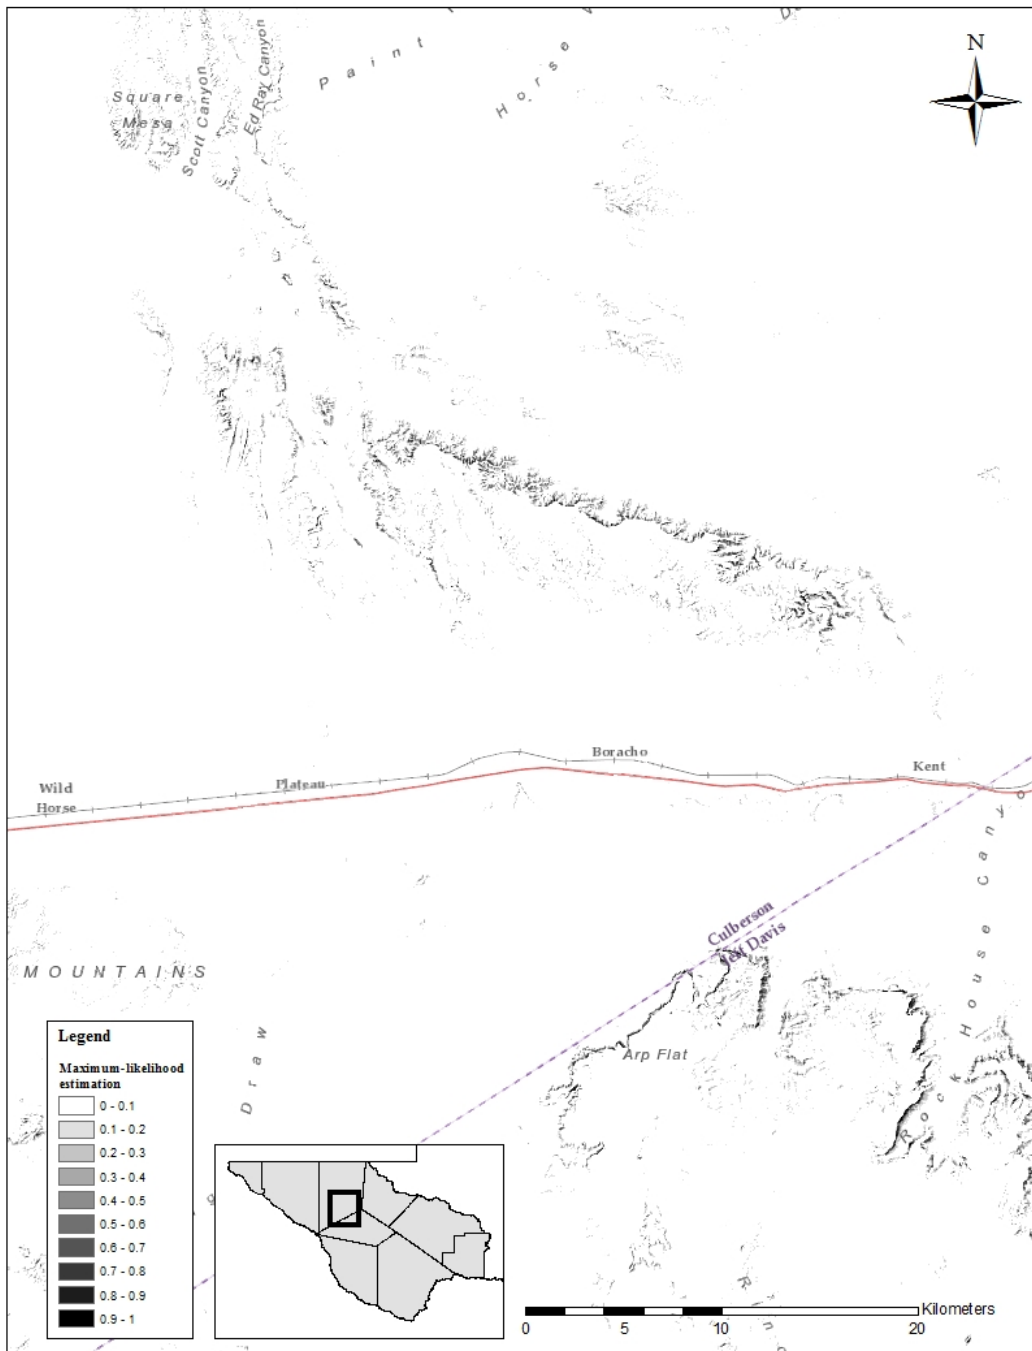 N
Paint
Horse
Square
Mesa
Scott Canyon
Ed Ray Canyon
Wild
Horse
Plateau
Boracho
Kent
Culberson
Jeff Davis
Rock House Canyo
MOUNTAINS
Draw
Arp Flat
Legend
Maximum-likelihood
estimation
0 - 0.1
0.1 - 0.2
0.2 - 0.3
0.3 - 0.4
0.4 - 0.5
0.5 - 0.6
0.6 - 0.7
0.7 - 0.8
0.8 - 0.9
0.9 - 1
Kilometers
0 5 10 20